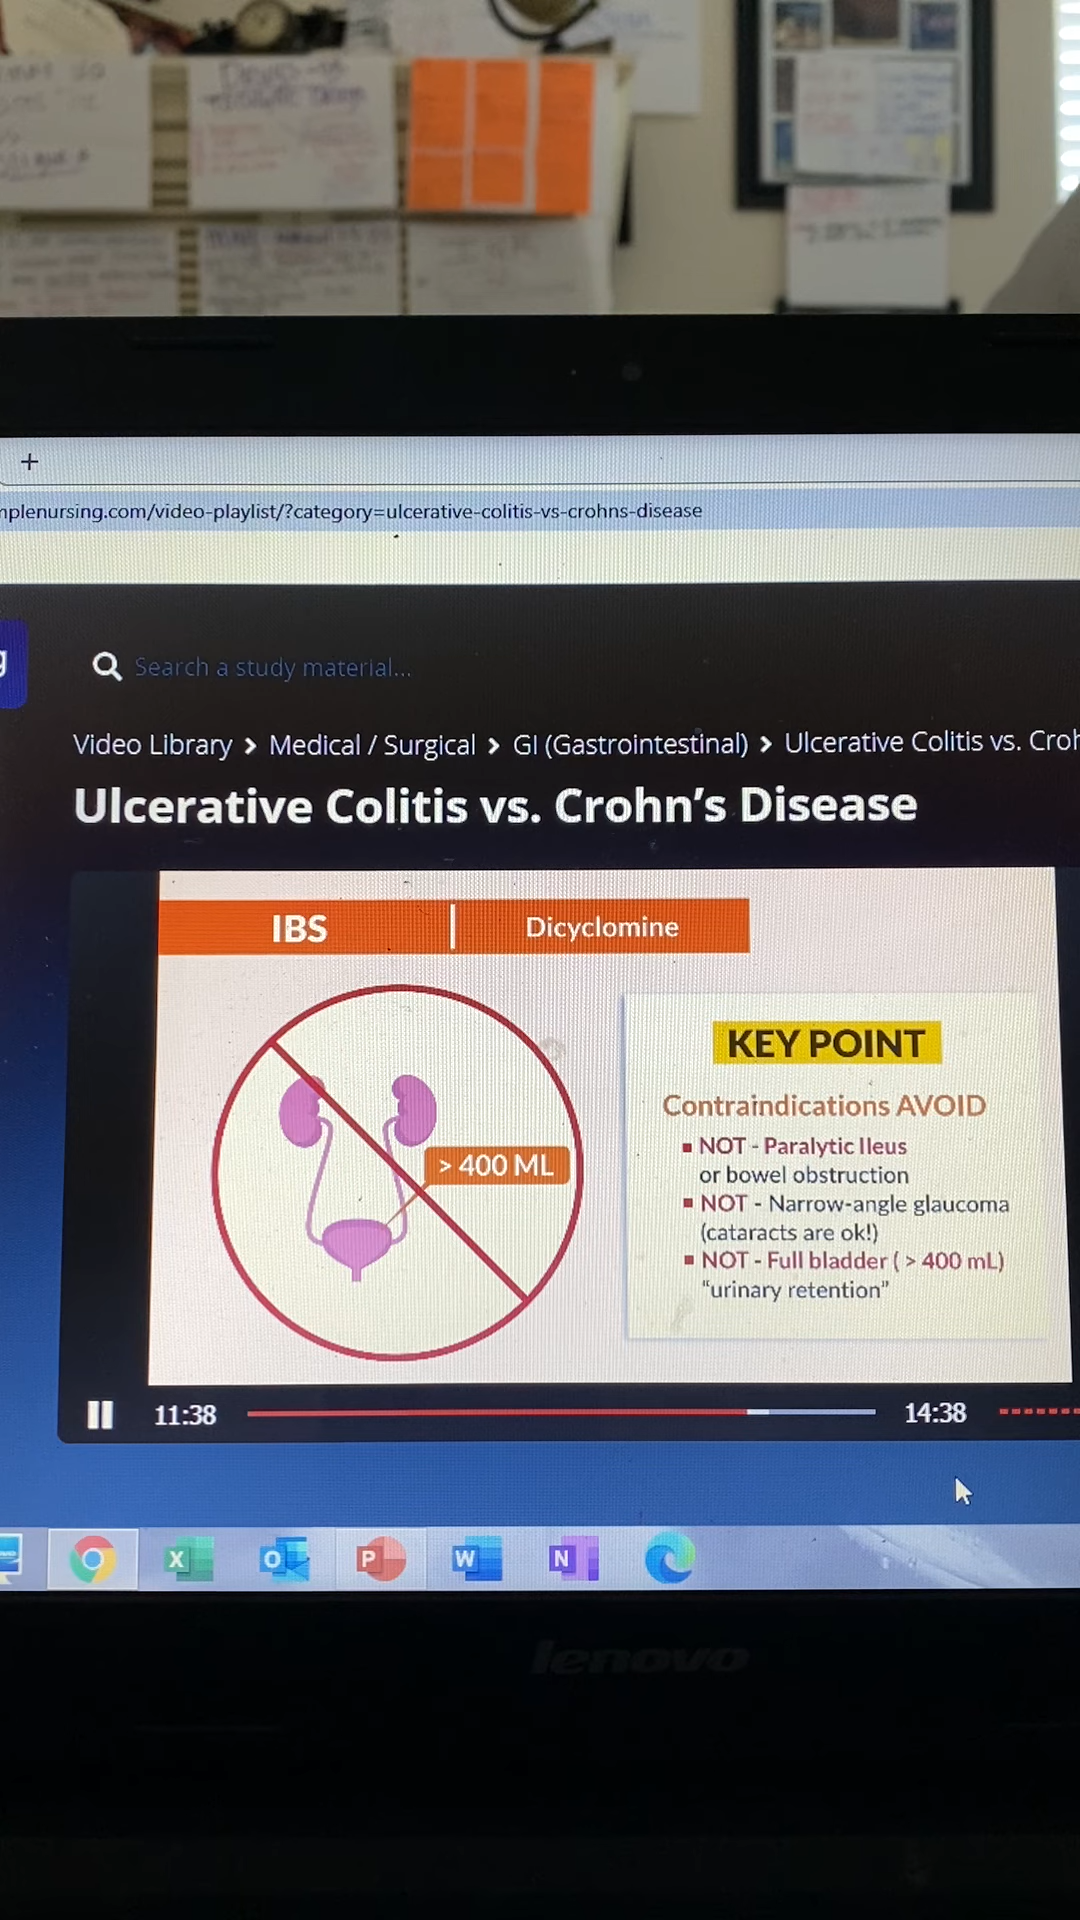 +
mplenursing.com/video-playlist/?category=ulcerative-colitis-vs-crohns-disease
g
Search a study material...
Video Library > Medical / Surgical > GI (Gastrointestinal) > Ulcerative Colitis vs. Croh
Ulcerative Colitis vs. Crohn's Disease
IBS | Dicyclomine
KEY POINT
Contraindications AVOID
▪ NOT - Paralytic Ileus
or bowel obstruction
▪ NOT - Narrow-angle glaucoma
(cataracts are ok!)
▪ NOT - Full bladder ( > 400 mL)
"urinary retention"
> 400 ML
11:38
14:38
X
O
P
W
N
lenovo